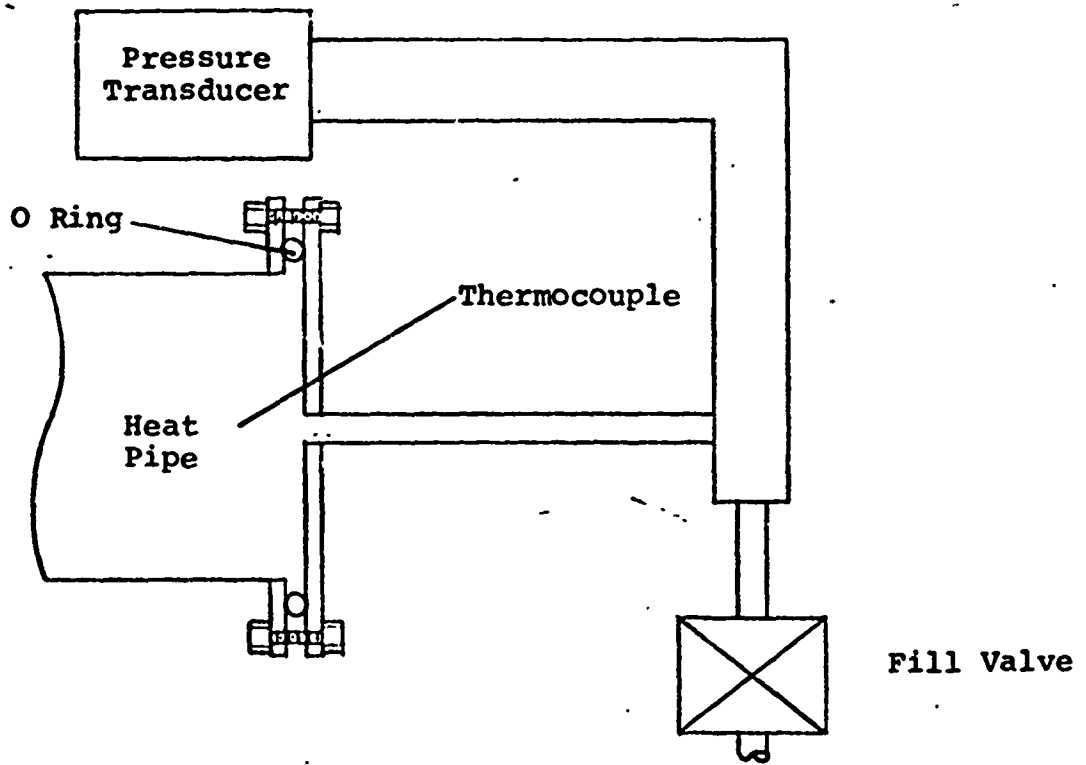 Pressure
Transducer
O Ring
Thermocouple
Heat
Pipe
Fill Valve